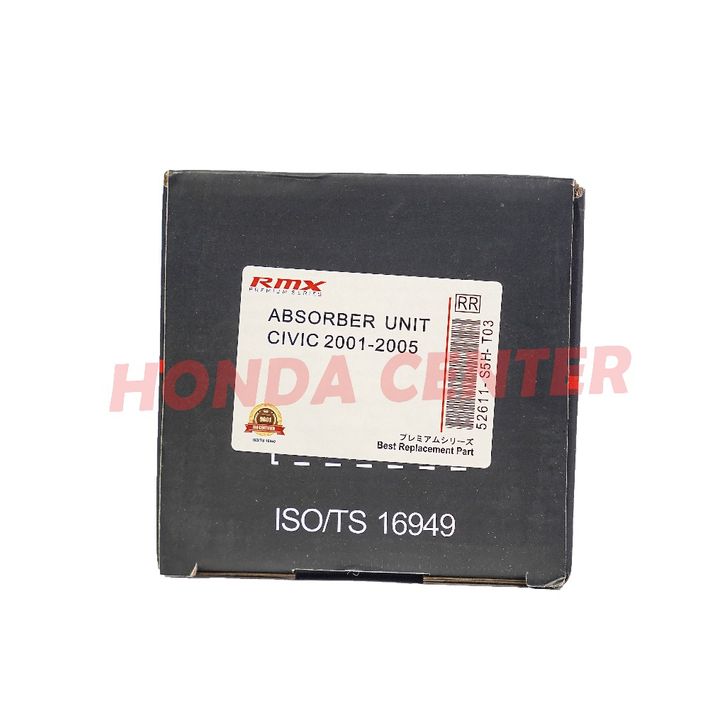 RMX
PREMIUM SERIES
RR
ABSORBER UNIT
CIVIC 2001-2005
52611- S5H- T03
HONDA CENTER
9001
プレミアムシリーズ
Best Replacement Part
ISO/TS 16949